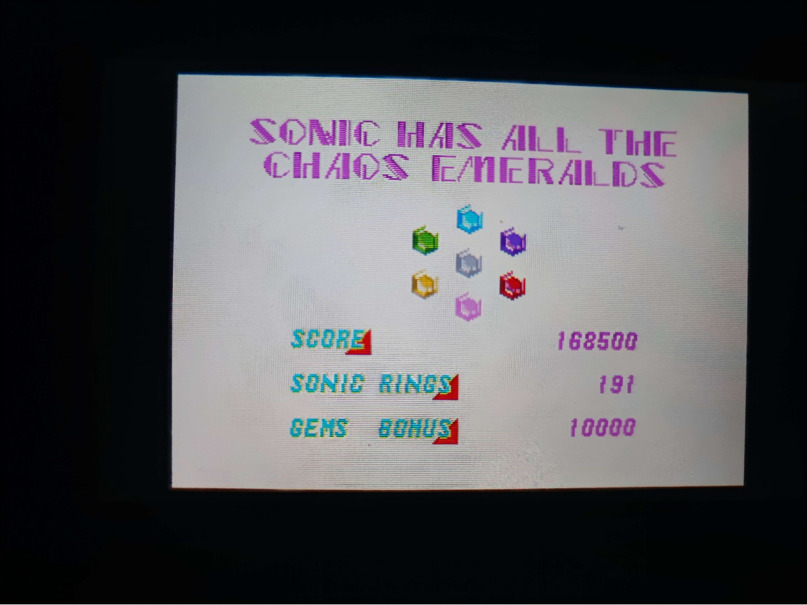 SONIC HAS ALL THE
CHAOS EMERALDS
SCORE 168500
SONIC RINGS 191
GEMS BONUS 10000